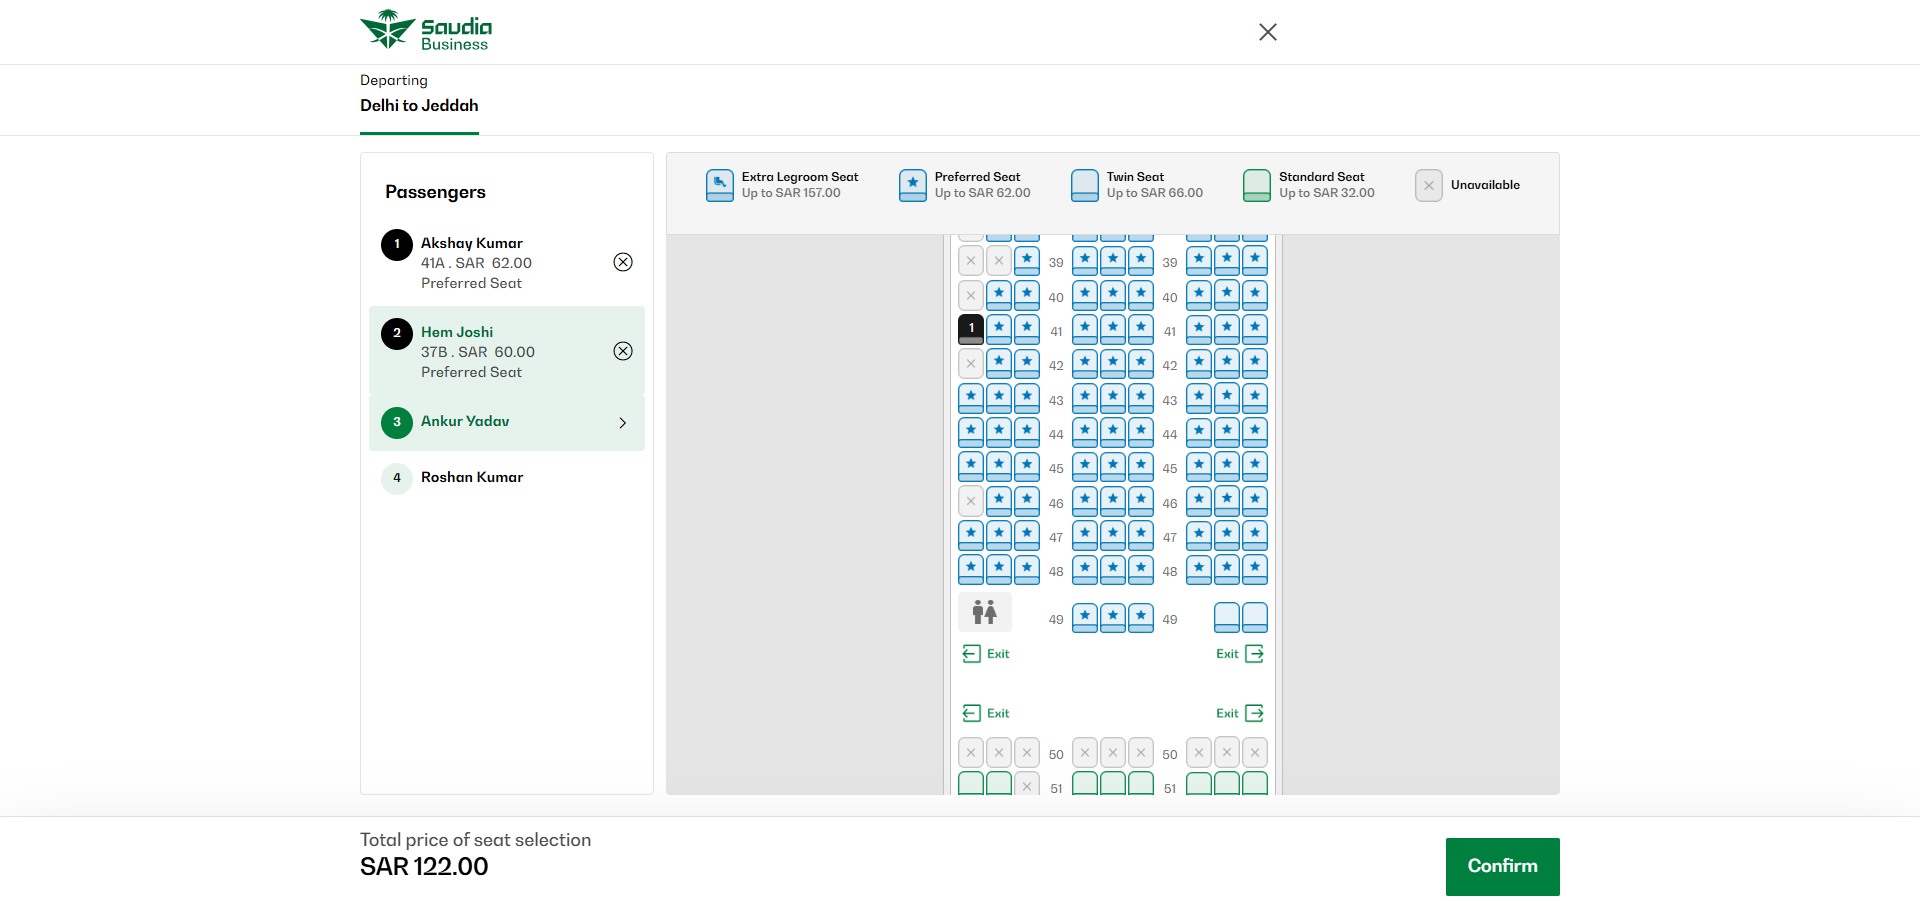 Saudia
Business
Departing
Delhi to Jeddah
Passengers
1 Akshay Kumar
41A . SAR 62.00
Preferred Seat
2 Hem Joshi
37B . SAR 60.00
Preferred Seat
3 Ankur Yadav
4 Roshan Kumar
Extra Legroom Seat
Up to SAR 157.00
Preferred Seat
Up to SAR 62.00
Twin Seat
Up to SAR 66.00
Standard Seat
Up to SAR 32.00
Unavailable
39 39
40 40
1 41 41
42 42
43 43
44 44
45 45
46 46
47 47
48 48
49 49
Exit Exit
Exit Exit
50 50
51 51
Total price of seat selection
SAR 122.00
Confirm